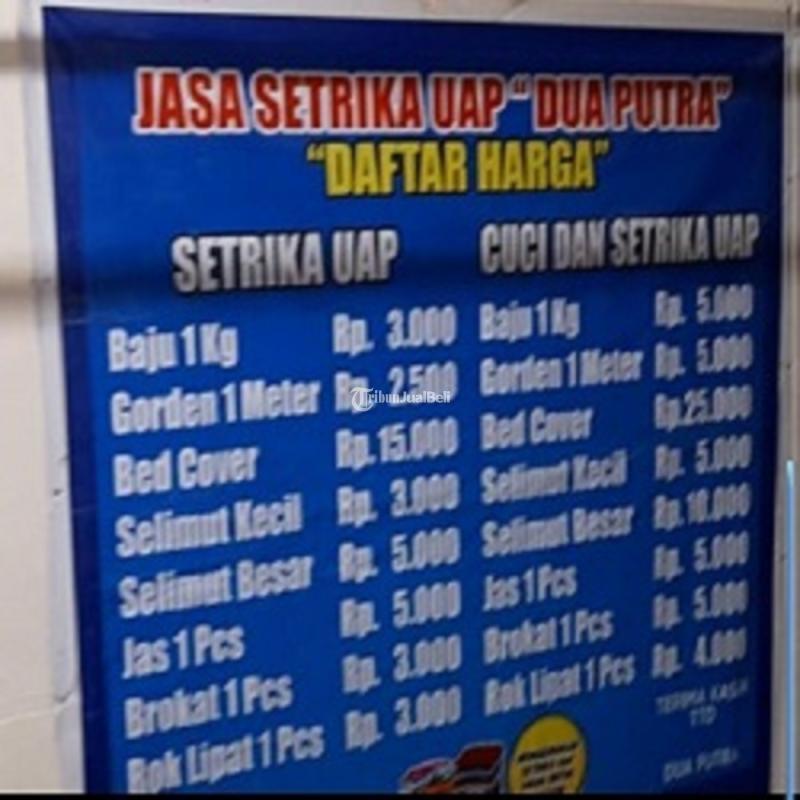 JASA SETRIKA UAP "DUA PUTRA"
"DAFTAR HARGA"
SETRIKA UAP
Baju 1 Kg Rp. 3.000
Gorden 1 Meter Rp. 2.500
Bed Cover Rp. 15.000
Selimut Kecil Rp. 3.000
Selimut Besar Rp. 5.000
Jas 1 Pcs Rp. 5.000
Brokat 1 Pcs Rp. 3.000
Rok Lipat 1 Pcs Rp. 3.000
CUCI DAN SETRIKA UAP
Baju 1 Kg Rp. 5.000
Gorden 1 Meter Rp. 5.000
Bed Cover Rp.25.000
Selimut Kecil Rp. 5.000
Selimut Besar Rp.10.000
Jas 1 Pcs Rp. 5.000
Brokat 1 Pcs Rp. 5.000
Rok Lipat 1 Pcs Rp. 4.000
TERIMA KASIH
TTD
DUA PUTRA
TribunJualBeli